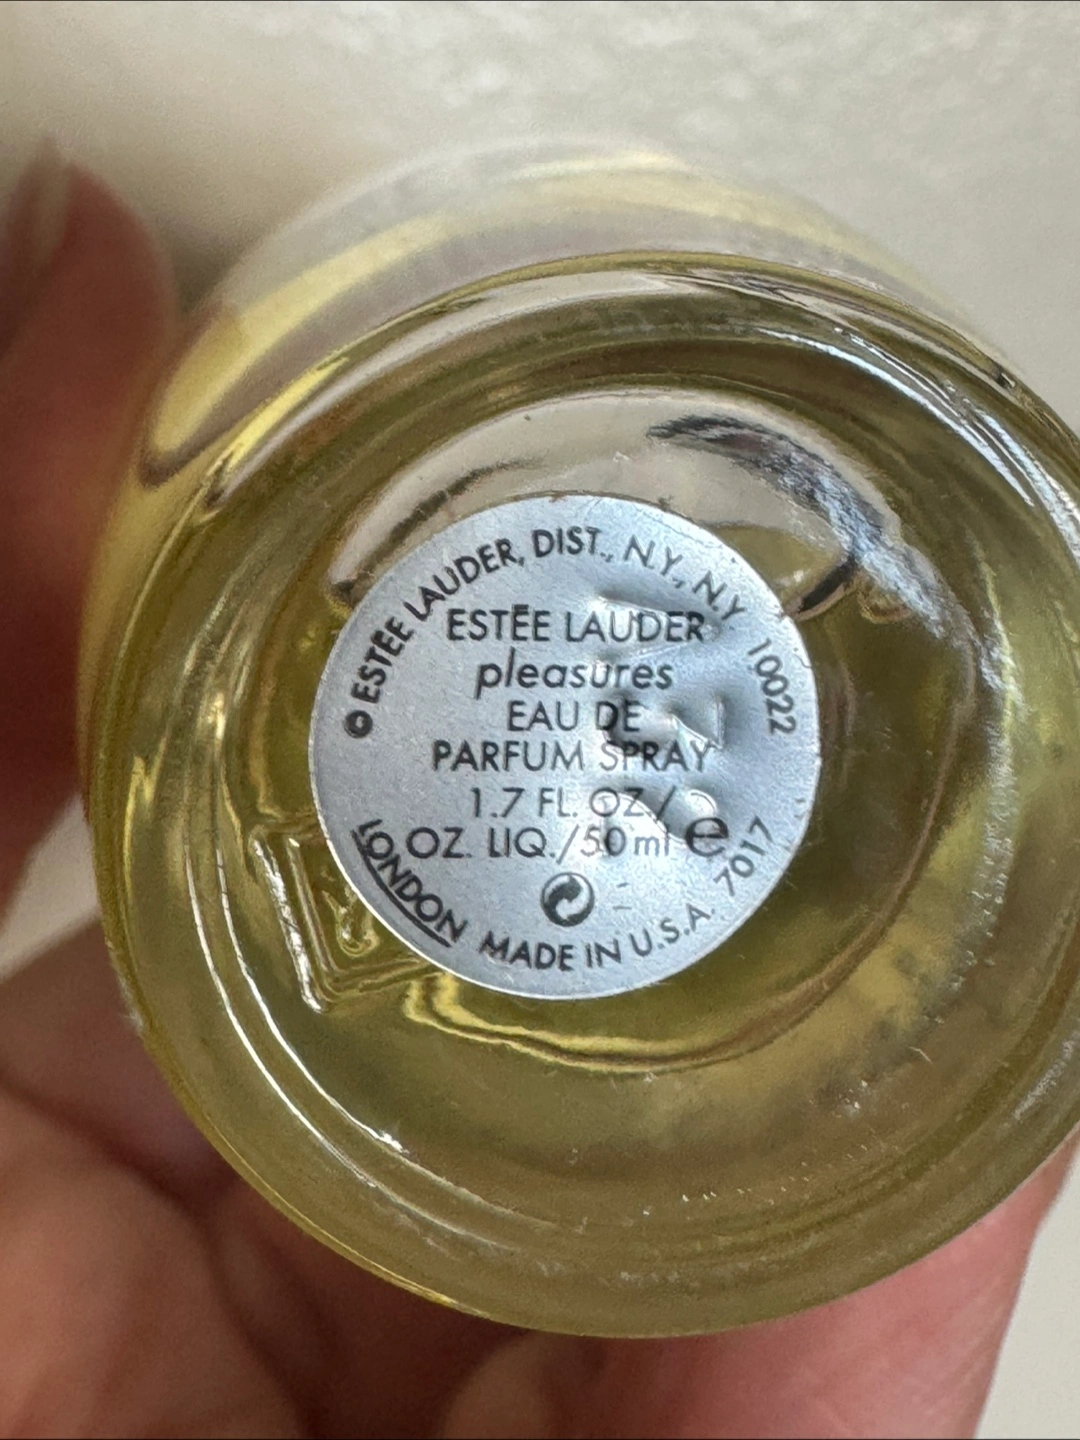 © ESTĒE LAUDER, DIST., N.Y., N.Y 10022
ESTĒE LAUDER
pleasures
EAU DE
PARFUM SPRAY
1.7 FL. OZ/
OZ. LIQ./50 ml e
LONDON MADE IN U.S.A. 7017